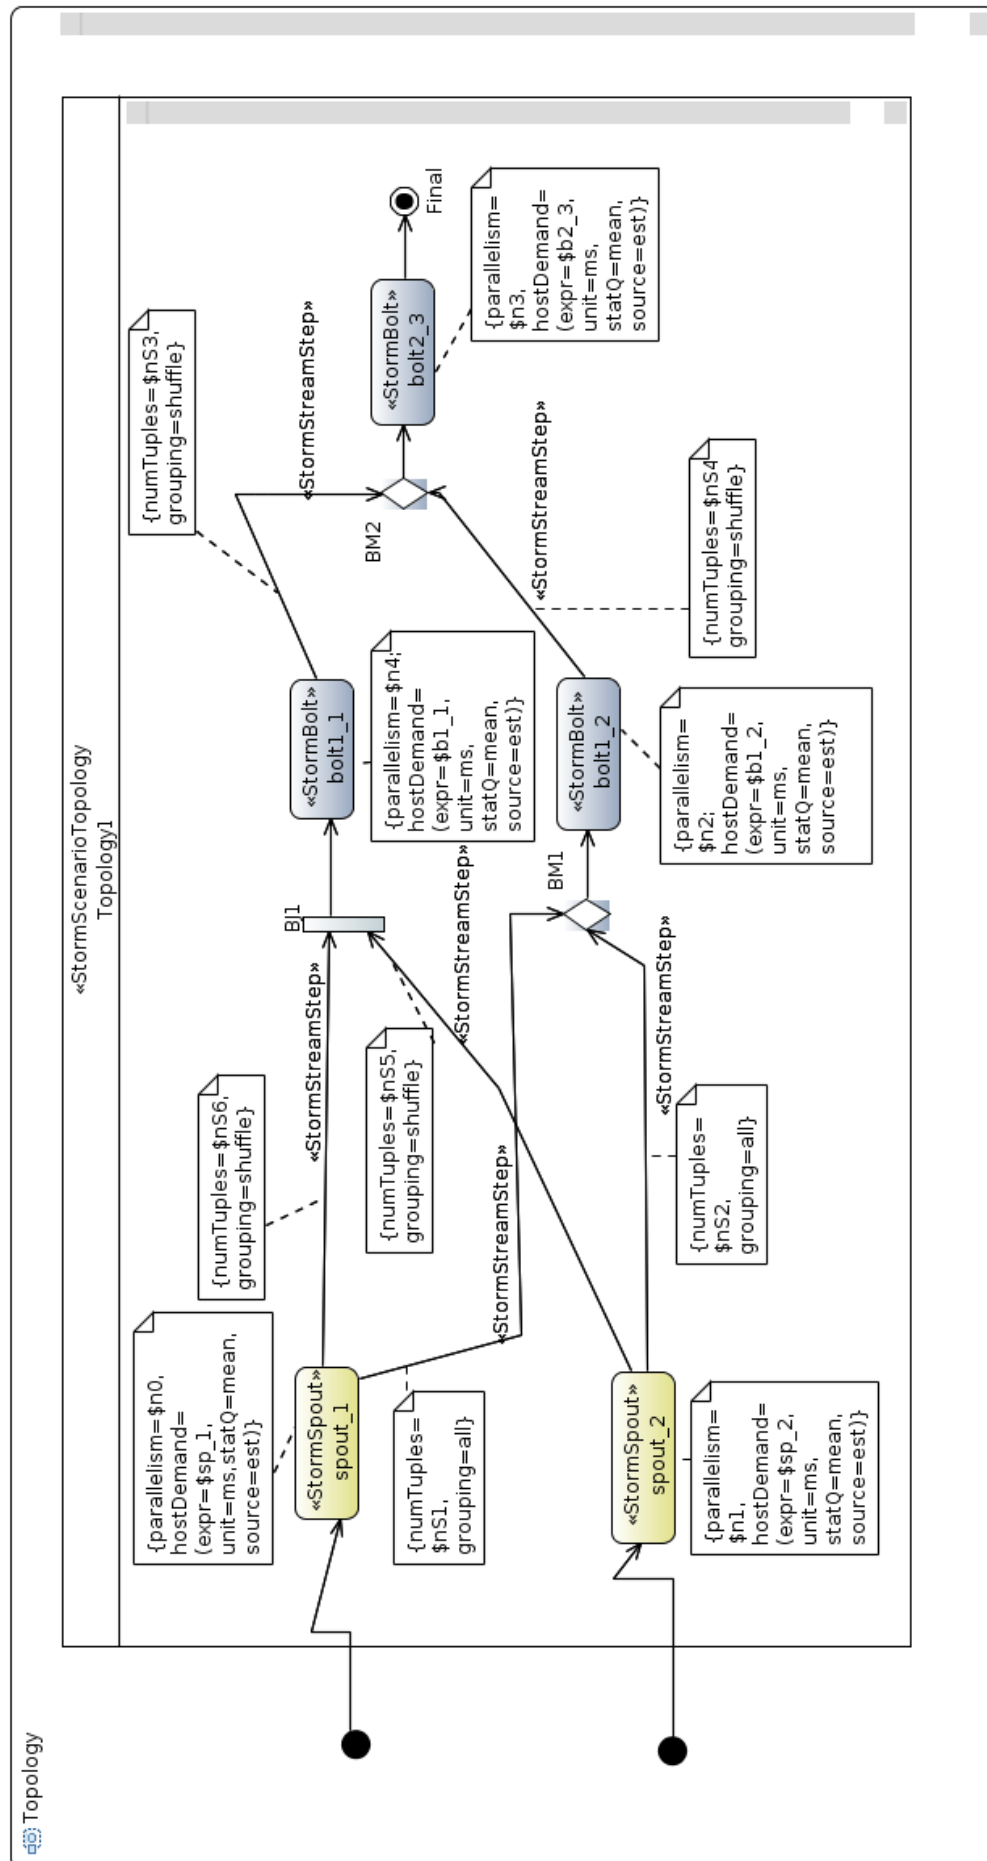 Topology
«StormScenarioTopology
Topology1
{parallelism=$n0,
hostDemand=
(expr=$sp_1,
unit=ms,statQ=mean,
source=est)}
{numTuples=$nS6,
grouping=shuffle}
{numTuples=$nS3,
grouping=shuffle}
«StormSpout»
spout_1
«StormStreamStep»
BJ1
«StormBolt»
bolt1_1
«StormStreamStep»
{numTuples=
$nS1,
grouping=all}
{numTuples=$nS5,
grouping=shuffle}
«StormStreamStep»
{parallelism=$n4;
hostDemand=
(expr=$b1_1,
unit=ms,
statQ=mean,
source=est)}
BM2
«StormBolt»
bolt2_3
Final
{parallelism=
$n3,
hostDemand=
(expr=$b2_3,
unit=ms,
statQ=mean,
source=est)}
«StormStreamStep»
BM1
«StormBolt»
bolt1_2
«StormStreamStep»
«StormSpout»
spout_2
«StormStreamStep»
{parallelism=
$n1,
hostDemand=
(expr=$sp_2,
unit=ms,
statQ=mean,
source=est)}
{numTuples=
$nS2,
grouping=all}
{parallelism=
$n2;
hostDemand=
(expr=$b1_2,
unit=ms,
statQ=mean,
source=est)}
{numTuples=$nS4
grouping=shuffle}